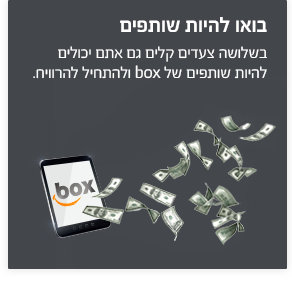 בואו להיות שותפים
בשלושה צעדים קלים גם אתם יכולים
להיות שותפים של box ולהתחיל להרוויח.
box